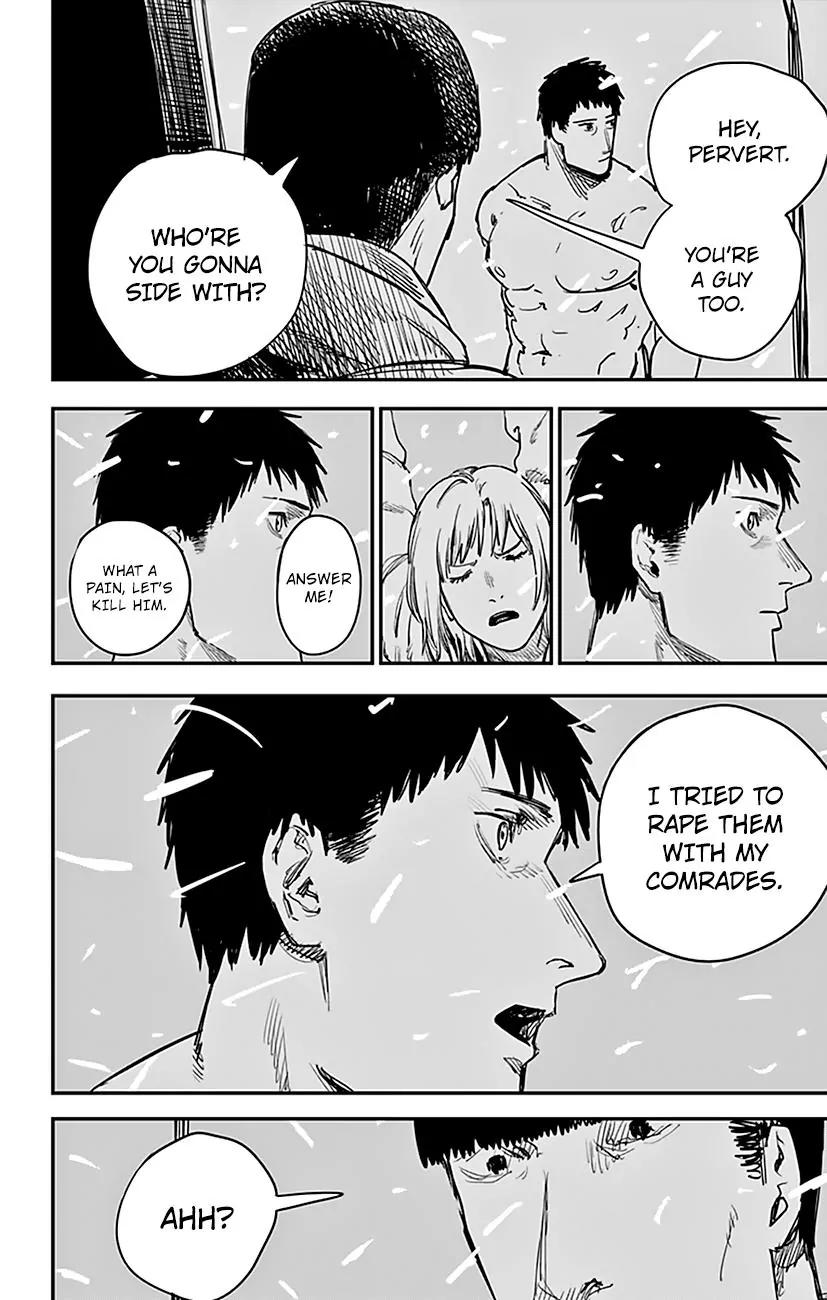 HEY,
PERVERT.
YOU'RE
A GUY
TOO.
WHO'RE
YOU GONNA
SIDE WITH?
ANSWER
ME!
WHAT A
PAIN, LET'S
KILL HIM.
I TRIED TO
RAPE THEM
WITH MY
COMRADES.
AHH?